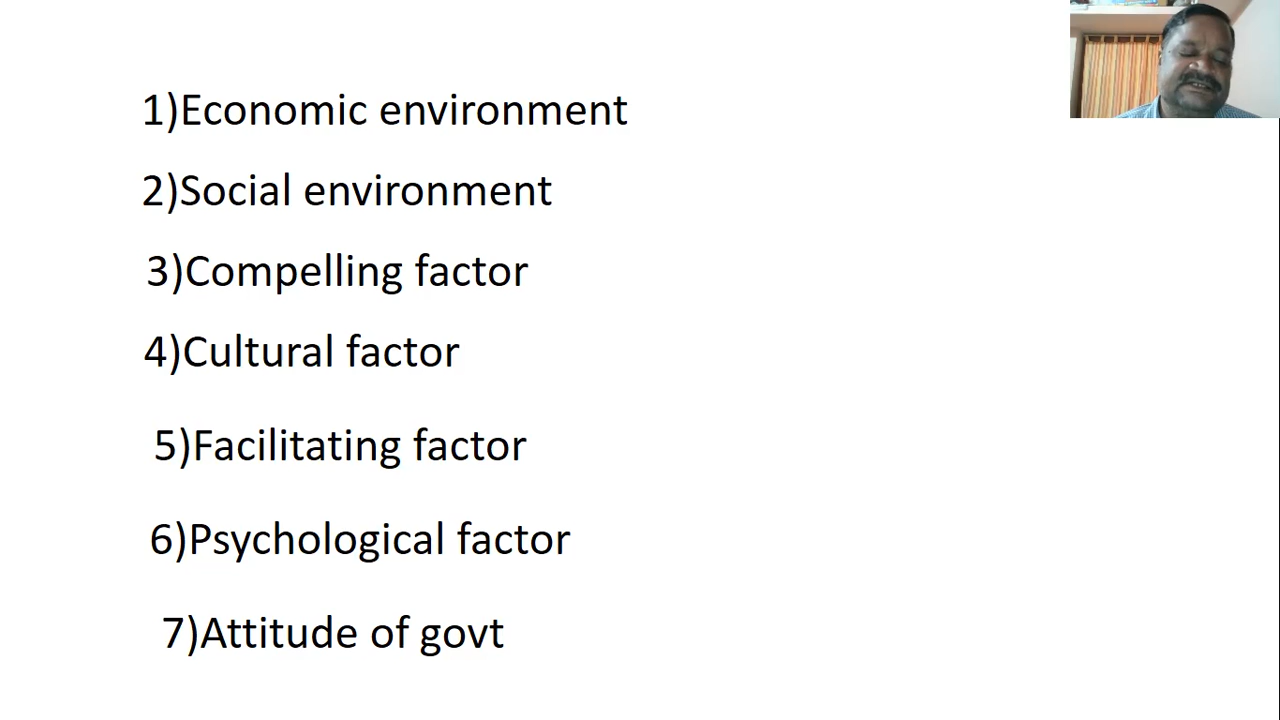 1)Economic environment
2)Social environment
3)Compelling factor
4)Cultural factor
5)Facilitating factor
6)Psychological factor
7)Attitude of govt